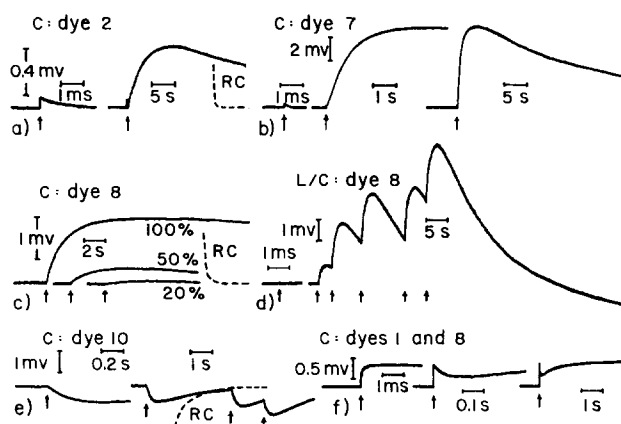 C: dye 2
0.4 mv
1ms
5 s
RC
a)
C: dye 7
2 mv
1ms
1 s
5 s
b)
C: dye 8
1 mv
2 s
100%
50%
20%
RC
c)
L/C: dye 8
1mv
1ms
5 s
d)
C: dye 10
1mv
0.2 s
1 s
RC
e)
C: dyes 1 and 8
0.5 mv
1ms
0.1 s
1 s
f)